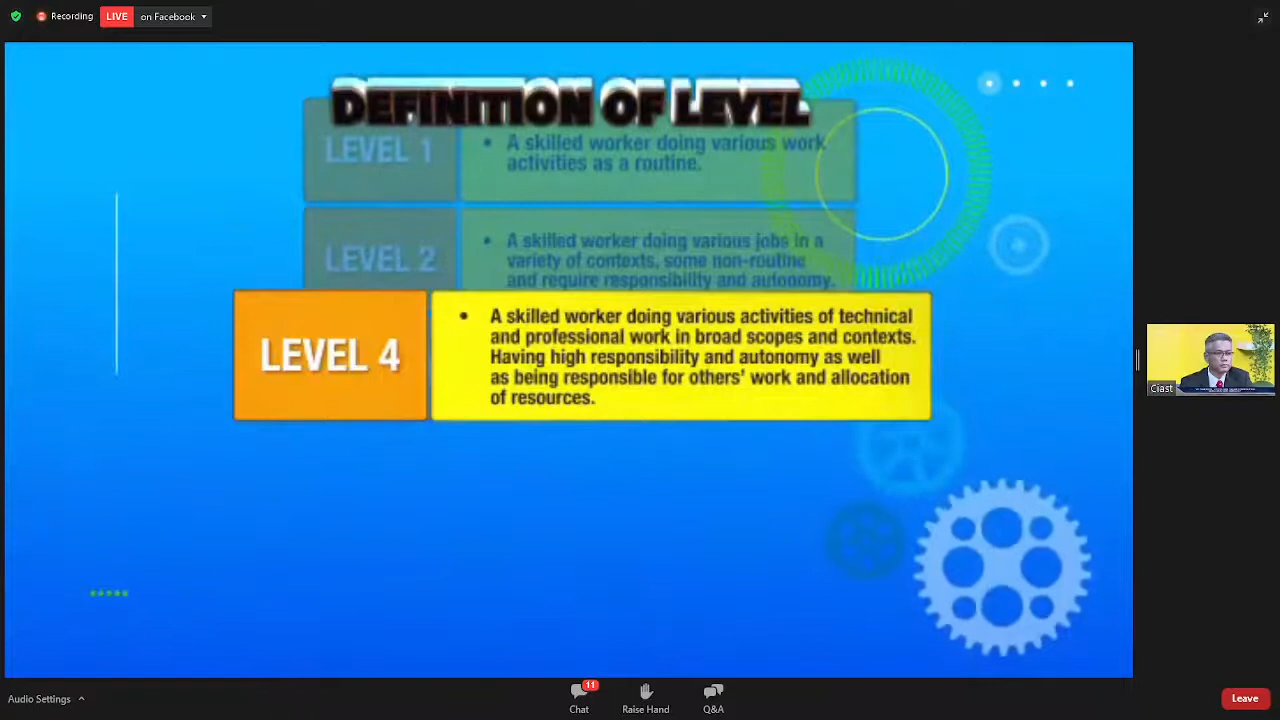 Recording
LIVE
on Facebook
DEFINITION OF LEVEL
LEVEL 1
• A skilled worker doing various work
activities as a routine.
LEVEL 2
• A skilled worker doing various jobs in a
variety of contexts, some non-routine
and require responsibility and autonomy.
LEVEL 4
• A skilled worker doing various activities of technical
and professional work in broad scopes and contexts.
Having high responsibility and autonomy as well
as being responsible for others' work and allocation
of resources.
Ciast
Audio Settings
11
Chat
Raise Hand
Q&A
Leave